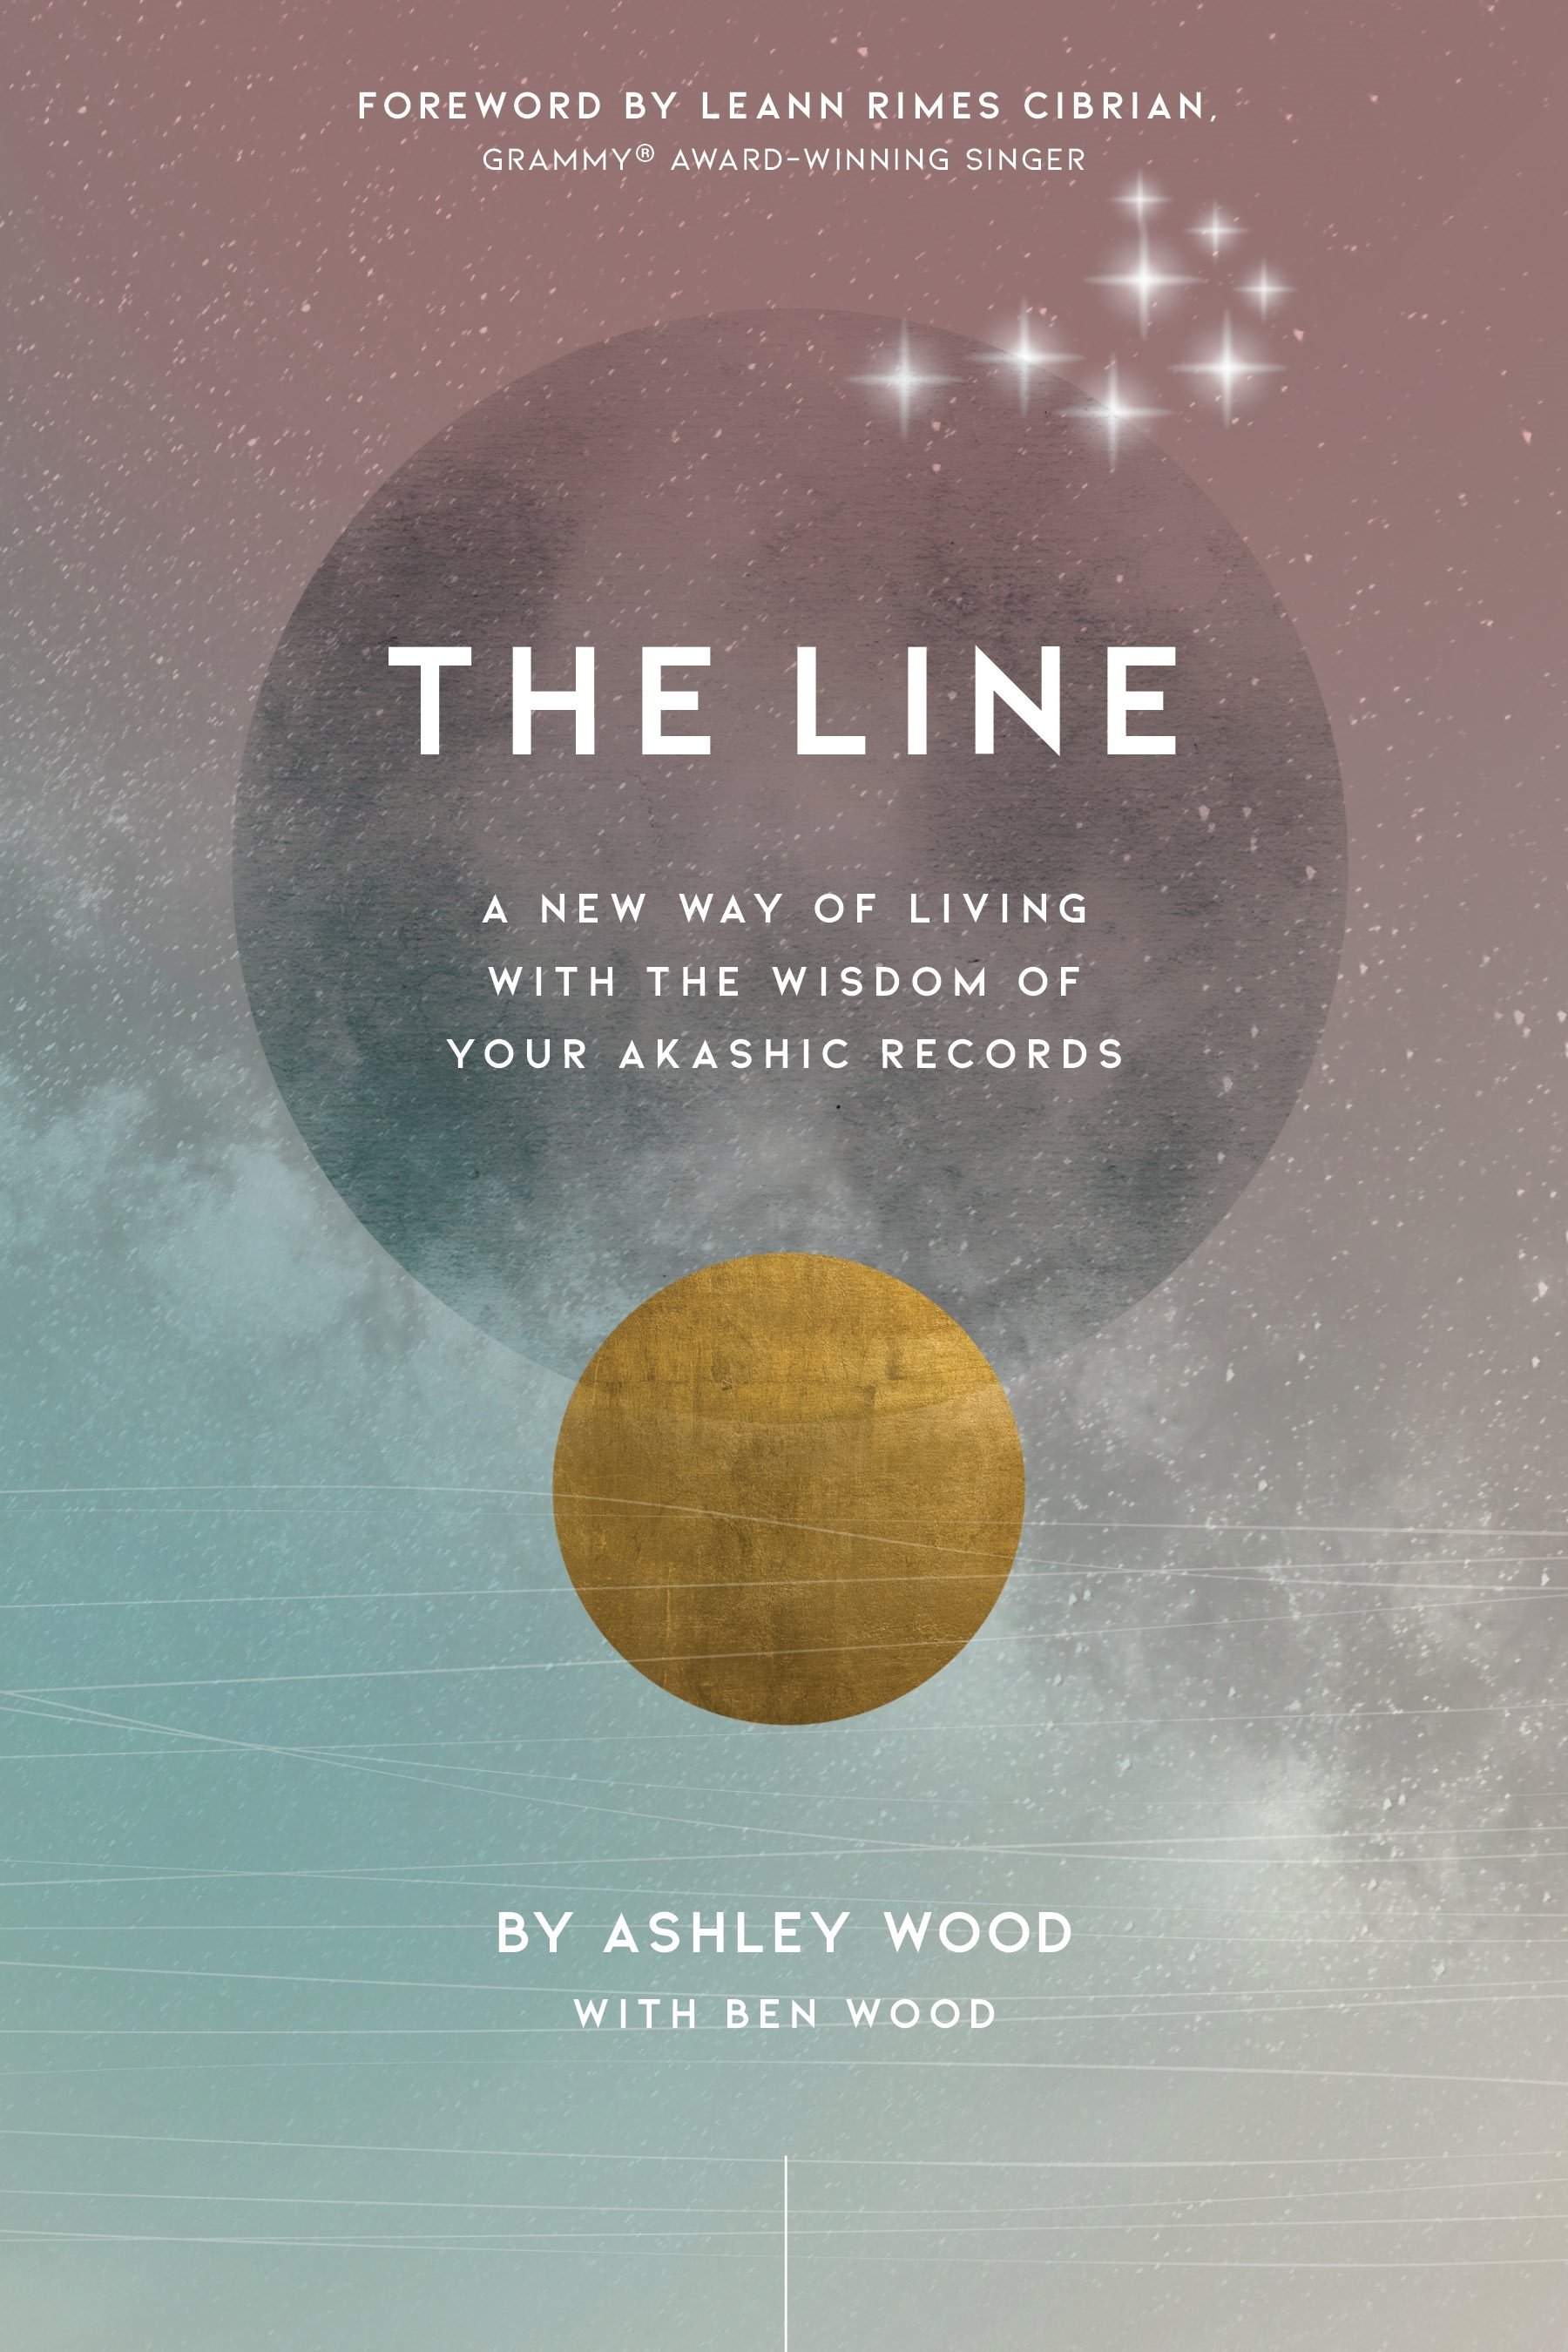 FOREWORD BY LEANN RIMES CIBRIAN,
GRAMMY® AWARD-WINNING SINGER
THE LINE
A NEW WAY OF LIVING
WITH THE WISDOM OF
YOUR AKASHIC RECORDS
BY ASHLEY WOOD
WITH BEN WOOD